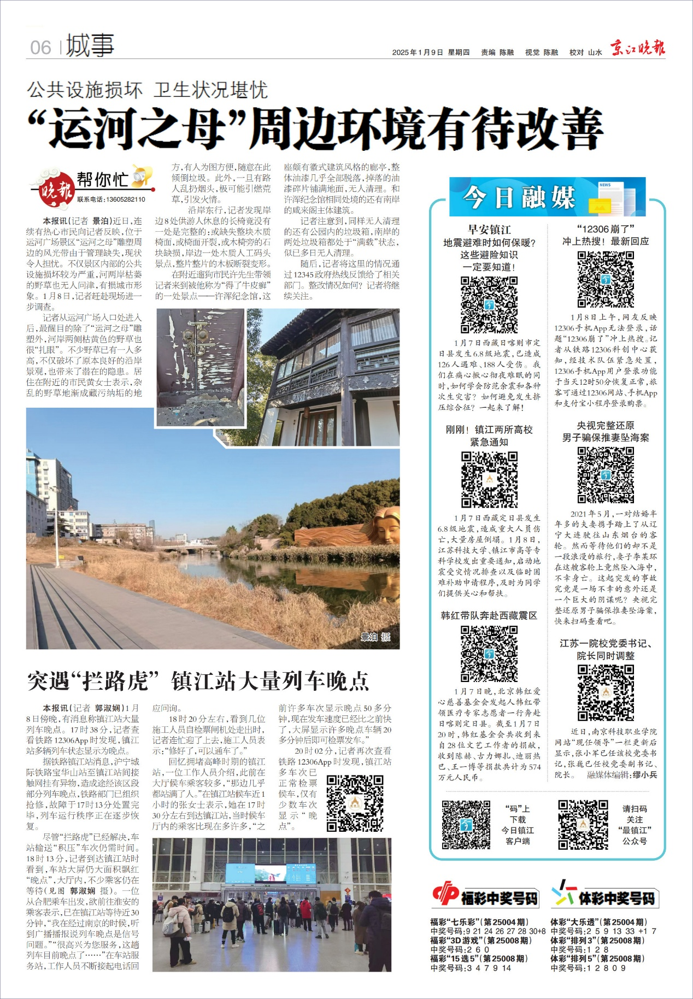 06 城事
2025年1月9日 星期四 责编 陈融 视觉 陈融 校对 山水 京江晚报
公共设施损坏 卫生状况堪忧
“运河之母”周边环境有待改善
晚报 帮你忙
联系电话:13605282110
本报讯(记者 景泊)近日,连
续有热心市民向记者反映,位于
运河广场景区“运河之母”雕塑周
边的风光带由于管理缺失,现状
令人担忧。不仅景区内部的公共
设施损坏较为严重,河两岸枯萎
的野草也无人问津,有损城市形
象。1月8日,记者赶赴现场进一
步调查。
记者从运河广场入口处进入
后,最醒目的除了“运河之母”雕
塑外,河岸两侧枯黄色的野草也
很“扎眼”。不少野草已有一人多
高,不仅破坏了原本良好的沿岸
景观,也带来了潜在的隐患。居
住在附近的市民黄女士表示,杂
乱的野草地渐成藏污纳垢的地
方,有人为图方便,随意在此
倾倒垃圾。此外,一旦有路
人乱扔烟头,极可能引燃荒
草,引发火情。
沿岸东行,记者发现岸
边8处供游人休息的长椅竟没有
一处是完整的:或缺失整块木质
椅面,或椅面开裂,或木椅旁的石
块缺损,岸边一处木质人工码头
景点,整片整片的木板断裂变形。
在附近遛狗市民许先生带领
记者来到被他称为“得了牛皮癣”
的一处景点——许浑纪念馆,这
座颇有徽式建筑风格的廊亭,整
体油漆几乎全部脱落,掉落的油
漆碎片铺满地面,无人清理。和
许浑纪念馆相同处境的还有南岸
的咸来阁主体建筑。
记者注意到,同样无人清理
的还有公园内的垃圾箱,南岸的
两处垃圾箱都处于“满载”状态,
似已多日无人清理。
随后,记者将这里的情况通
过12345政府热线反馈给了相关
部门。整改情况如何?记者将继
续关注。
景泊 摄
突遇“拦路虎” 镇江站大量列车晚点
本报讯(记者 郭淑娴)1月
8日傍晚,有消息称镇江站大量
列车晚点。17时38分,记者查
看铁路12306App时发现,镇江
站多辆列车状态显示为晚点。
据铁路镇江站消息,沪宁城
际铁路宝华山站至镇江站间接
触网挂有异物,造成途经该区段
部分列车晚点,铁路部门已组织
抢修,故障于17时13分处置完
毕,列车运行秩序正在逐步恢
复。
尽管“拦路虎”已经解决,车
站输送“积压”车次仍需时间。
18时13分,记者到达镇江站时
看到,车站大屏仍大面积飘红
“晚点”,大厅内,不少乘客仍在
等待(见图 郭淑娴 摄)。一位
从合肥乘车出发,欲前往淮安的
乘客表示,已在镇江站等待近30
分钟,“我在经过南京的时候,听
到广播播报说列车晚点是信号
问题。”“很高兴为您服务,这趟
列车目前晚点了……”在车站服
务站,工作人员不断接起电话回
应问询。
18时20分左右,看到几位
施工人员自检票闸机处走出时,
记者连忙迎了上去,施工人员表
示:“修好了,可以通车了。”
回忆拥堵高峰时期的镇江
站,一位工作人员介绍,此前在
大厅候车乘客较多,“那边几乎
都站满了人。”在镇江站候车近1
小时的张女士表示,她在17时
30分左右到达镇江站,当时候车
厅内的乘客比现在多许多,“之
前许多车次显示晚点50多分
钟,现在发车速度已经比之前快
了,大屏显示许多晚点车辆20
多分钟后即可检票发车。”
20时02分,记者再次查看
铁路12306App时发现,镇江站
多车次已
正常检票
候车,仅有
少数车次
显示“晚
点”。
今日融媒
NEWS
早安镇江
地震避难时如何保暖?
这些避险知识
一定要知道!
1月7日西藏日喀则市定
日县发生6.8级地震,已造成
126人遇难、188人受伤。我
们在痛心揪心彻夜难眠的同
时,如何学会防范余震和各种
次生灾害?如何避免发生挤
压综合征?一起来了解!
刚刚!镇江两所高校
紧急通知
1月7日西藏定日县发生
6.8级地震,造成重大人员伤
亡,大量房屋倒塌。1月8日,
江苏科技大学、镇江市高等专
科学校发出重要通知,启动地
震受灾情况排查以及临时困
难补助申请程序,及时为同学
们提供关心和帮扶。
韩红带队奔赴西藏震区
1月7日晚,北京韩红爱
心慈善基金会发起人韩红带
领医疗专家志愿者一行奔赴
日喀则定日县。截至1月7日
20时,韩红基金会共收到来
自28位文艺工作者的捐献,
收到陈赫、古力娜扎、迪丽热
巴、王一博等捐款共计为574
万元人民币。
“12306崩了”
冲上热搜!最新回应
1月8日上午,网友反映
12306手机App无法登录,话
题“12306崩了”冲上热搜。记
者从铁路12306科创中心获
知,经技术队伍紧急处置,
12306手机App用户登录功能
于当天12时50分恢复正常,旅
客可通过12306网站、手机App
和支付宝小程序登录购票。
央视完整还原
男子骗保推妻坠海案
2021年5月,一对结婚半
年多的夫妻携手踏上了从辽
宁大连驶往山东烟台的客
轮。然而等待他们的却不是
一段浪漫的旅行,妻子李某环
在这艘客轮上竟然坠入海中,
不幸身亡。这起突发的事故
究竟是一场不幸的意外还是
一个巨大的阴谋呢?央视完
整还原男子骗保推妻坠海案,
快来扫码查看吧。
江苏一院校党委书记、
院长同时调整
近日,南京科技职业学院
网站“现任领导”一栏更新后
显示,张小军已任该校党委书
记,张巍已任校党委副书记、
院长。 融媒体编辑:缪小兵
“码”上
下载
今日镇江
客户端
请扫码
关注
“最镇江”
公众号
福彩中奖号码
福彩“七乐彩”(第25004期)
中奖号码:9 21 24 26 27 28 30+8
福彩“3D游戏”(第25008期)
中奖号码:2 6 0
福彩“15选5”(第25008期)
中奖号码:3 4 7 9 14
体彩中奖号码
体彩“大乐透”(第25004期)
中奖号码:2 5 9 13 33 +1 7
体彩“排列3”(第25008期)
中奖号码:1 2 8
体彩“排列5”(第25008期)
中奖号码:1 2 8 0 9